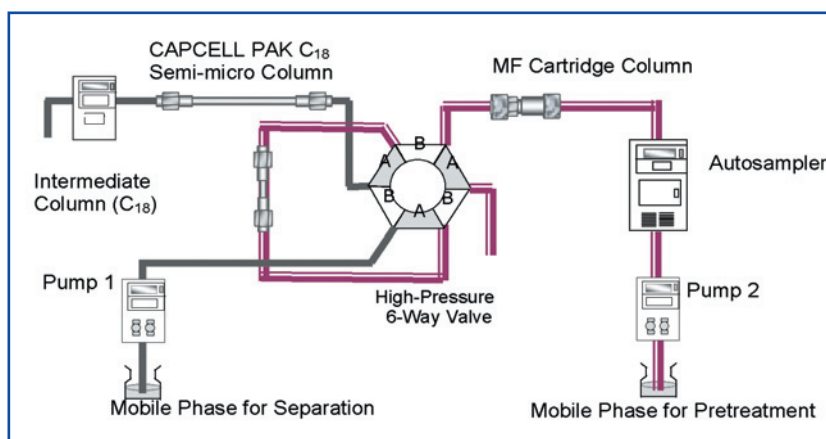 CAPCELL PAK C₁₈
Semi-micro Column
MF Cartridge Column
B
A
A
B
B
A
Autosampler
Intermediate
Column (C₁₈)
Pump 1
High-Pressure
6-Way Valve
Pump 2
Mobile Phase for Separation
Mobile Phase for Pretreatment